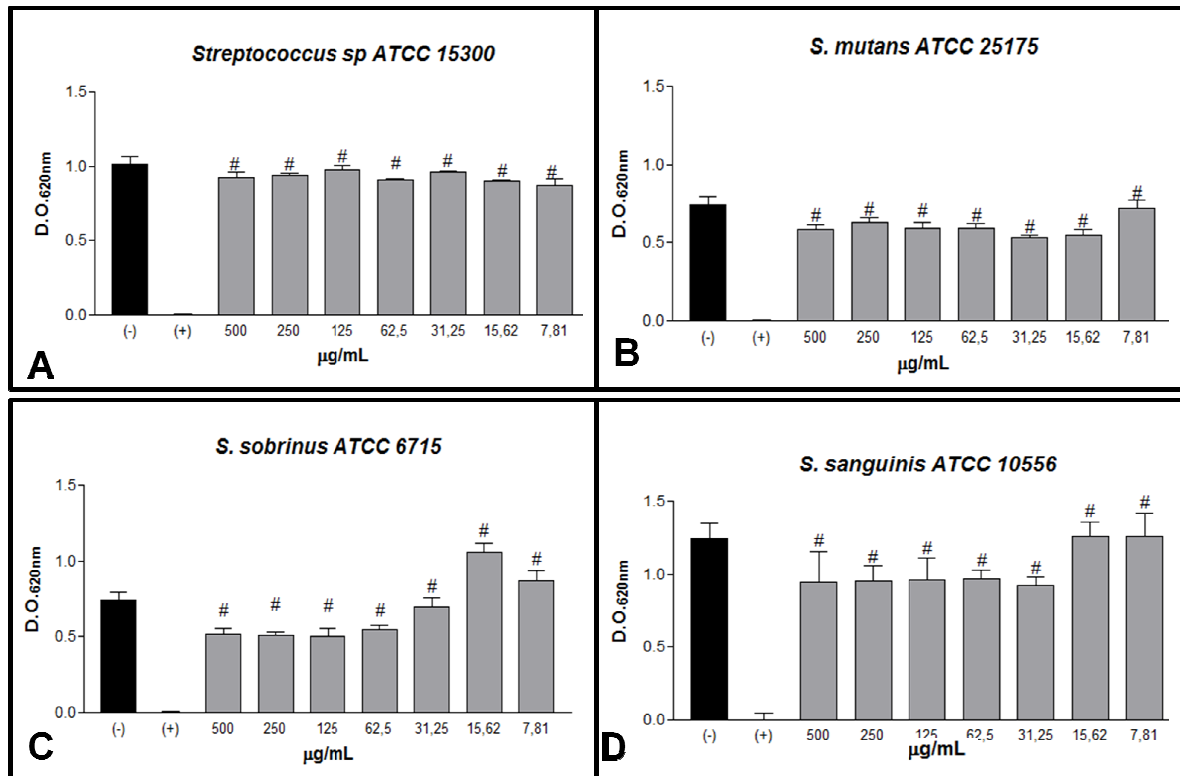 Streptococcus sp ATCC 15300
1.5
1.0
0.5
0.0
D.O.620nm
# # # # # # #
(-) (+) 500 250 125 62,5 31,25 15,62 7,81
µg/mL
A
S. mutans ATCC 25175
1.5
1.0
0.5
0.0
D.O.620nm
# # # # # # #
(-) (+) 500 250 125 62,5 31,25 15,62 7,81
µg/mL
B
S. sobrinus ATCC 6715
1.5
1.0
0.5
0.0
D.O.620nm
# # # # # # #
(-) (+) 500 250 125 62,5 31,25 15,62 7,81
µg/mL
C
S. sanguinis ATCC 10556
1.5
1.0
0.5
0.0
D.O.620nm
# # # # # # #
(-) (+) 500 250 125 62,5 31,25 15,62 7,81
µg/mL
D